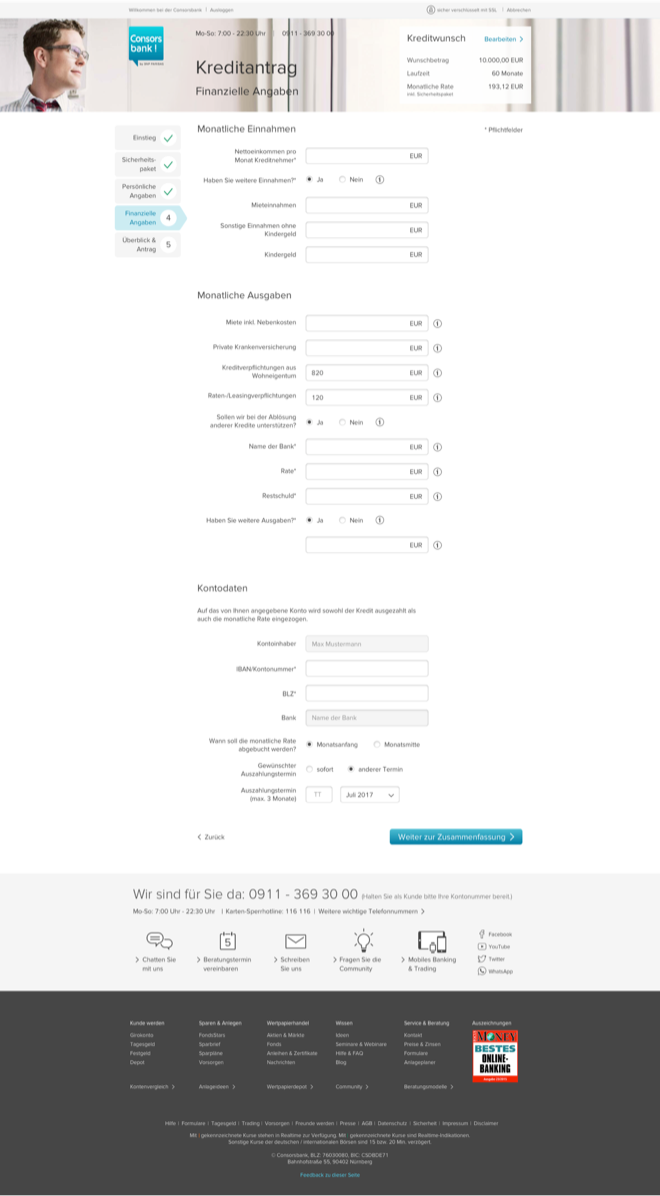 Willkommen bei der Consorsbank | Ausloggen
sicher verschlüsselt mit SSL | Abbrechen
Consors
bank!
by BNP PARIBAS
Mo-So: 7:00 - 22:30 Uhr | 0911 - 369 30 00
Kreditantrag
Finanzielle Angaben
Kreditwunsch Bearbeiten
Wunschbetrag 10.000,00 EUR
Laufzeit 60 Monate
Monatliche Rate 193,12 EUR
inkl. Sicherheitspaket
Einstieg
Sicherheits-
paket
Persönliche
Angaben
Finanzielle
Angaben 4
Überblick &
Antrag 5
Monatliche Einnahmen
* Pflichtfelder
Nettoeinkommen pro
Monat Kreditnehmer* EUR
Haben Sie weitere Einnahmen?* Ja Nein
Mieteinnahmen EUR
Sonstige Einnahmen ohne
Kindergeld EUR
Kindergeld EUR
Monatliche Ausgaben
Miete inkl. Nebenkosten EUR
Private Krankenversicherung EUR
Kreditverpflichtungen aus
Wohneigentum 820 EUR
Raten-/Leasingverpflichtungen 120 EUR
Sollen wir bei der Ablösung
anderer Kredite unterstützen? Ja Nein
Name der Bank* EUR
Rate* EUR
Restschuld* EUR
Haben Sie weitere Ausgaben?* Ja Nein
EUR
Kontodaten
Auf das von Ihnen angegebene Konto wird sowohl der Kredit ausgezahlt als
auch die monatliche Rate eingezogen.
Kontoinhaber Max Mustermann
IBAN/Kontonummer*
BLZ*
Bank Name der Bank
Wann soll die monatliche Rate
abgebucht werden? Monatsanfang Monatsmitte
Gewünschter
Auszahlungstermin sofort anderer Termin
Auszahlungstermin
(max. 3 Monate) TT Juli 2017
Zurück
Weiter zur Zusammenfassung
Wir sind für Sie da: 0911 - 369 30 00 (Halten Sie als Kunde bitte Ihre Kontonummer bereit.)
Mo-So: 7:00 Uhr - 22:30 Uhr | Karten-Sperrhotline: 116 116 | Weitere wichtige Telefonnummern
Chatten Sie
mit uns
5
Beratungstermin
vereinbaren
Schreiben
Sie uns
Fragen Sie die
Community
Mobiles Banking
& Trading
Facebook
YouTube
Twitter
WhatsApp
Kunde werden
Girokonto
Tagesgeld
Festgeld
Depot
Kontenvergleich
Sparen & Anlegen
FondsStars
Sparbrief
Sparpläne
Vorsorgen
Anlageideen
Wertpapierhandel
Aktien & Märkte
Fonds
Anleihen & Zertifikate
Nachrichten
Wertpapierdepot
Wissen
Ideen
Seminare & Webinare
Hilfe & FAQ
Blog
Community
Service & Beratung
Kontakt
Preise & Zinsen
Formulare
Anlageplaner
Beratungsmodelle
Auszeichnungen
MONEY
BESTES
ONLINE-
BANKING
Hilfe | Formulare | Tagesgeld | Trading | Vorsorgen | Freunde werden | Presse | AGB | Datenschutz | Sicherheit | Impressum | Disclaimer
Mit | gekennzeichnete Kurse stehen in Realtime zur Verfügung. Mit gekennzeichnete Kurse sind Realtime-Indikationen.
Sonstige Kurse der deutschen / internationalen Börsen sind 15 bzw. 20 Min. verzögert.
© Consorsbank, BLZ: 76030080, BIC: CSDBDE71
Bahnhofstraße 55, 90402 Nürnberg
Feedback zu dieser Seite